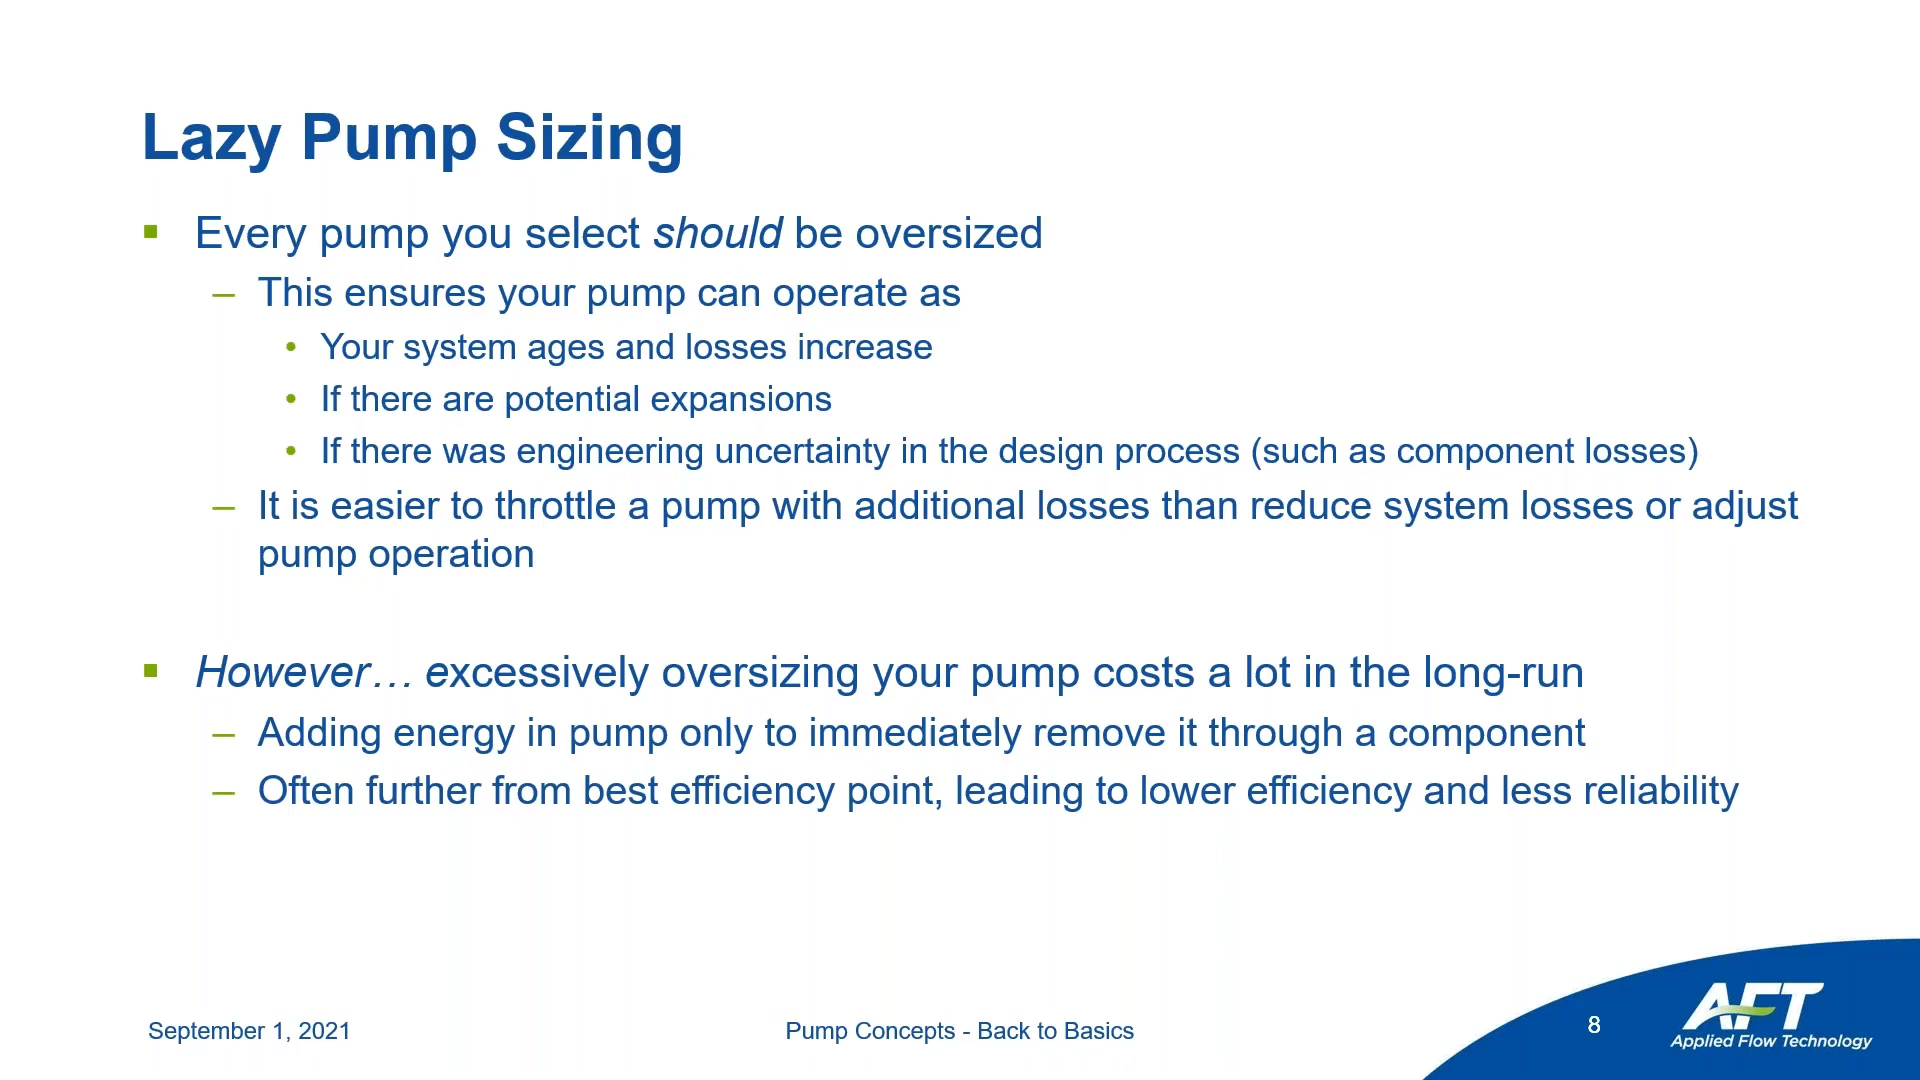 Lazy Pump Sizing
▪ Every pump you select should be oversized
– This ensures your pump can operate as
• Your system ages and losses increase
• If there are potential expansions
• If there was engineering uncertainty in the design process (such as component losses)
– It is easier to throttle a pump with additional losses than reduce system losses or adjust
pump operation
▪ However… excessively oversizing your pump costs a lot in the long-run
– Adding energy in pump only to immediately remove it through a component
– Often further from best efficiency point, leading to lower efficiency and less reliability
September 1, 2021
Pump Concepts - Back to Basics
8
AFT
Applied Flow Technology